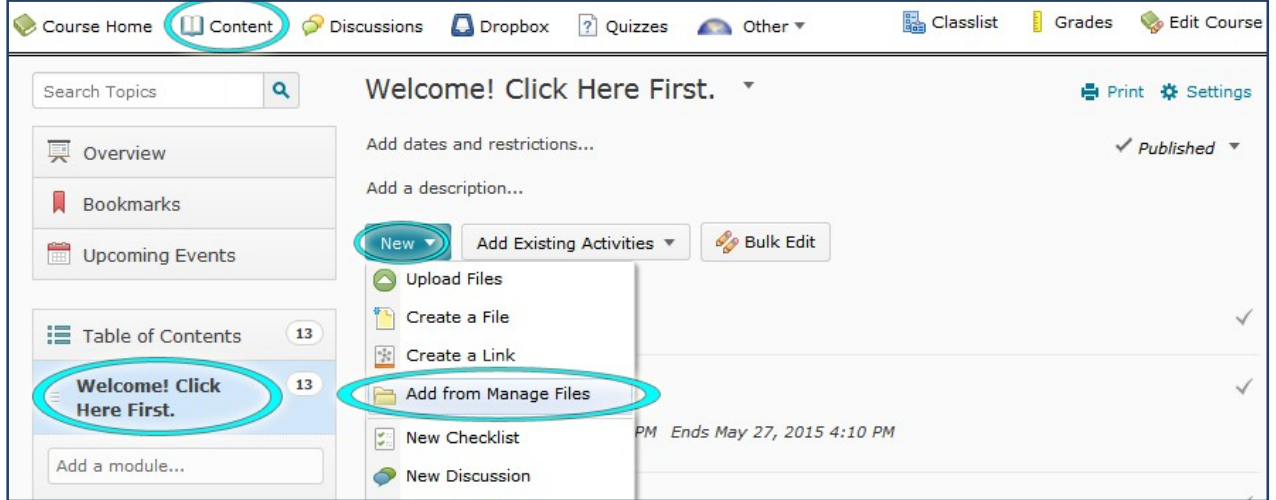 Course Home Content Discussions Dropbox Quizzes Other Classlist Grades Edit Course
Search Topics
Welcome! Click Here First.
Print Settings
Overview
Bookmarks
Upcoming Events
Add dates and restrictions...
Published
Add a description...
New Add Existing Activities Bulk Edit
Upload Files
Create a File
Create a Link
Add from Manage Files
New Checklist
New Discussion
PM Ends May 27, 2015 4:10 PM
Table of Contents 13
Welcome! Click 13
Here First.
Add a module...